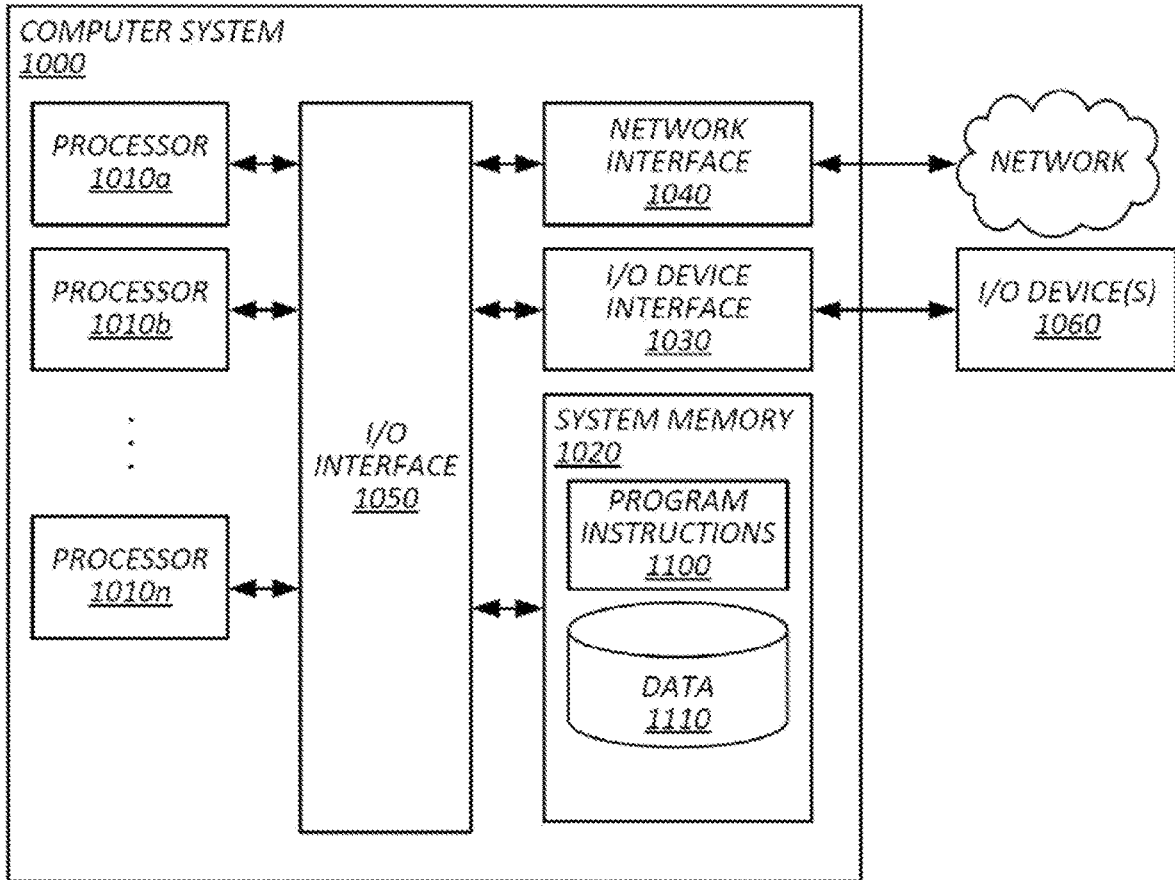 COMPUTER SYSTEM
1000
PROCESSOR
1010a
PROCESSOR
1010b
PROCESSOR
1010n
I/O
INTERFACE
1050
NETWORK
INTERFACE
1040
I/O DEVICE
INTERFACE
1030
SYSTEM MEMORY
1020
PROGRAM
INSTRUCTIONS
1100
DATA
1110
NETWORK
I/O DEVICE(S)
1060